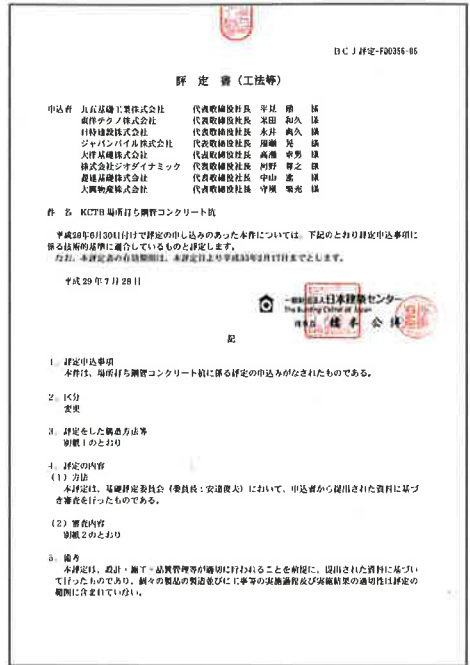 BCJ評定-FD0356-05
評 定 書（工法等）
申込者 丸五基礎工業株式会社 代表取締役社長 様
東洋テクノ株式会社 代表取締役社長 米田 和久 様
日特建設株式会社 代表取締役社長 永井 典久 様
ジャパンパイル株式会社 代表取締役社長 様
大洋基礎株式会社 代表取締役社長 高瀬 幸男 様
株式会社ジオダイナミック 代表取締役社長 河野 様
菱建基礎株式会社 代表取締役社長 中山 様
大興物産株式会社 代表取締役社長 守屋 様
件 名 KCTB 場所打ち鋼管コンクリート杭
平成29年6月30日付けで評定の申し込みのあった本件については、下記のとおり評定申込事項に
係る技術的基準に適合しているものと評定します。
なお、本評定書の有効期間は、本評定日より平成35年2月17日までとします。
平成29年7月28日
一般財団法人日本建築センター
The Building Center of Japan
理事長 橋本 公博
記
1. 評定申込事項
本件は、場所打ち鋼管コンクリート杭に係る評定の申込みがなされたものである。
2. 区分
変更
3. 評定をした構造方法等
別紙1のとおり
4. 評定の内容
（1）方法
本評定は、基礎評定委員会（委員長：安達俊夫）において、申込者から提出された資料に基づ
き審査を行ったものである。
（2）審査内容
別紙2のとおり
5. 備考
本評定は、設計・施工・品質管理等が適切に行われることを前提に、提出された資料に基づい
て行ったものであり、個々の製品の製造並びに工事等の実施過程及び実施結果の適切性は評定の
範囲に含まれていない。